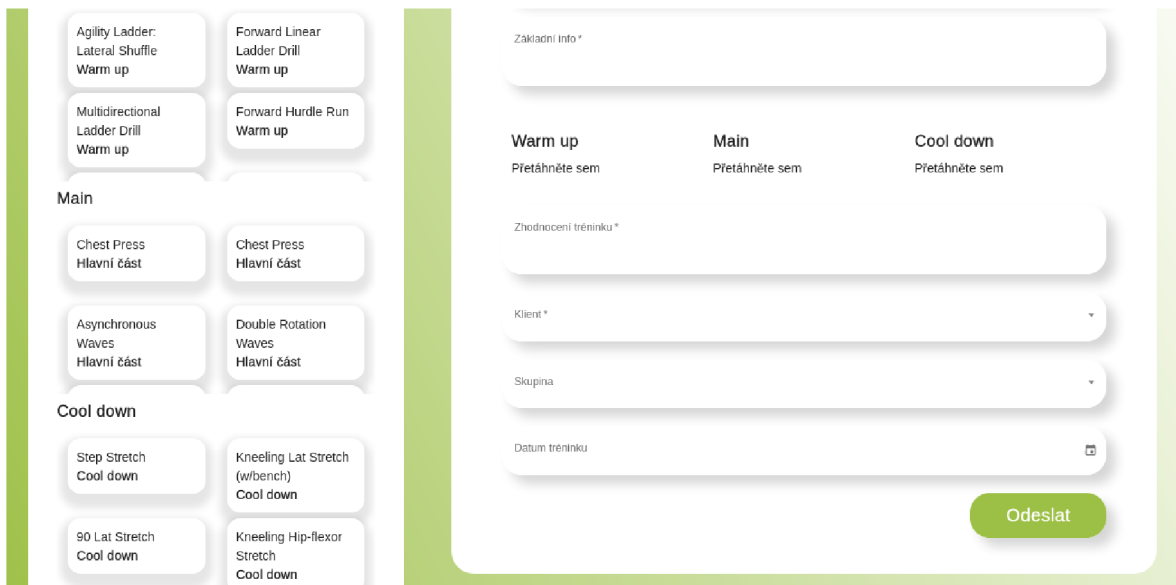 Agility Ladder:
Lateral Shuffle
Warm up
Forward Linear
Ladder Drill
Warm up
Multidirectional
Ladder Drill
Warm up
Forward Hurdle Run
Warm up
Main
Chest Press
Hlavní část
Chest Press
Hlavní část
Asynchronous
Waves
Hlavní část
Double Rotation
Waves
Hlavní část
Cool down
Step Stretch
Cool down
Kneeling Lat Stretch
(w/bench)
Cool down
90 Lat Stretch
Cool down
Kneeling Hip-flexor
Stretch
Cool down
Základní info *
Warm up
Přetáhněte sem
Main
Přetáhněte sem
Cool down
Přetáhněte sem
Zhodnocení tréninku *
Klient *
Skupina
Datum tréninku
Odeslat